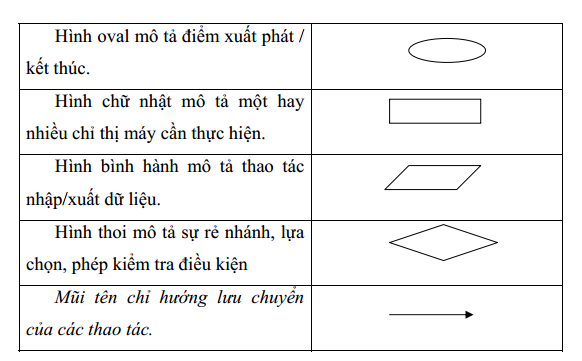 Hình oval mô tả điểm xuất phát /
kết thúc.
Hình chữ nhật mô tả một hay
nhiều chỉ thị máy cần thực hiện.
Hình bình hành mô tả thao tác
nhập/xuất dữ liệu.
Hình thoi mô tả sự rẽ nhánh, lựa
chọn, phép kiểm tra điều kiện
Mũi tên chỉ hướng lưu chuyển
của các thao tác.